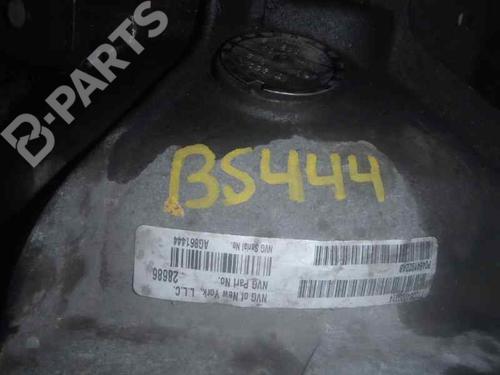 B-PARTS
BS444
NVG of New York, L.L.C.
NVG Part No.
28686
NVG Serial No.
AG861444